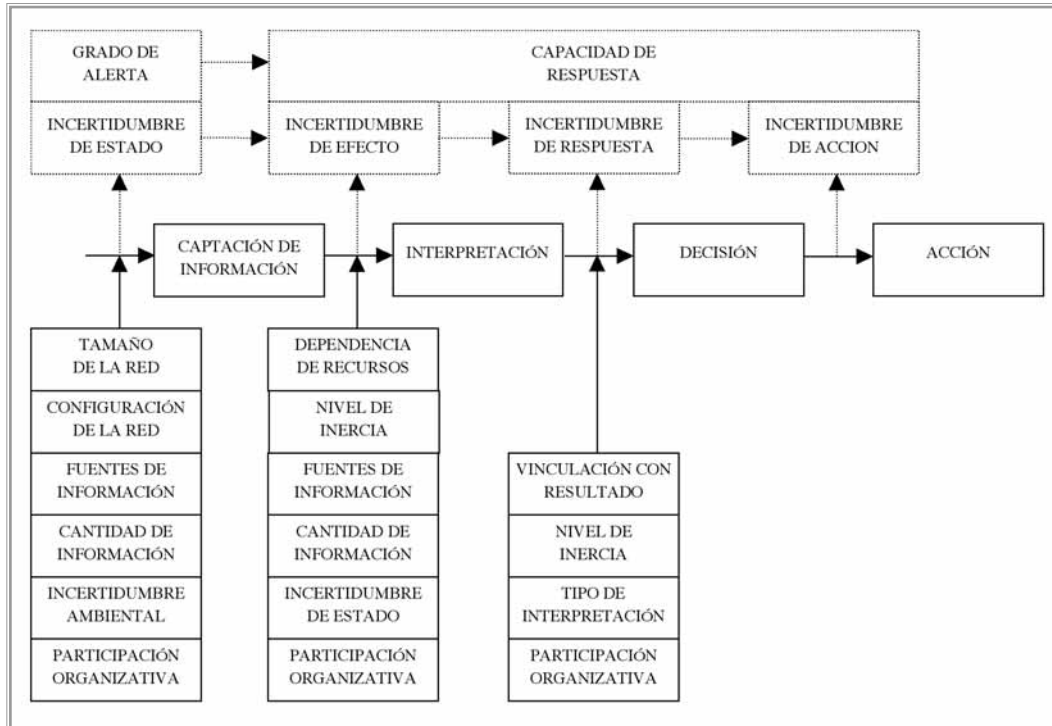 GRADO DE
ALERTA
CAPACIDAD DE
RESPUESTA
INCERTIDUMBRE
DE ESTADO
INCERTIDUMBRE
DE EFECTO
INCERTIDUMBRE
DE RESPUESTA
INCERTIDUMBRE
DE ACCION
CAPTACIÓN DE
INFORMACIÓN
INTERPRETACIÓN
DECISIÓN
ACCIÓN
TAMAÑO
DE LA RED
CONFIGURACIÓN
DE LA RED
FUENTES DE
INFORMACIÓN
CANTIDAD DE
INFORMACIÓN
INCERTIDUMBRE
AMBIENTAL
PARTICIPACIÓN
ORGANIZATIVA
DEPENDENCIA
DE RECURSOS
NIVEL DE
INERCIA
FUENTES DE
INFORMACIÓN
CANTIDAD DE
INFORMACIÓN
INCERTIDUMBRE
DE ESTADO
PARTICIPACIÓN
ORGANIZATIVA
VINCULACIÓN CON
RESULTADO
NIVEL DE
INERCIA
TIPO DE
INTERPRETACIÓN
PARTICIPACIÓN
ORGANIZATIVA